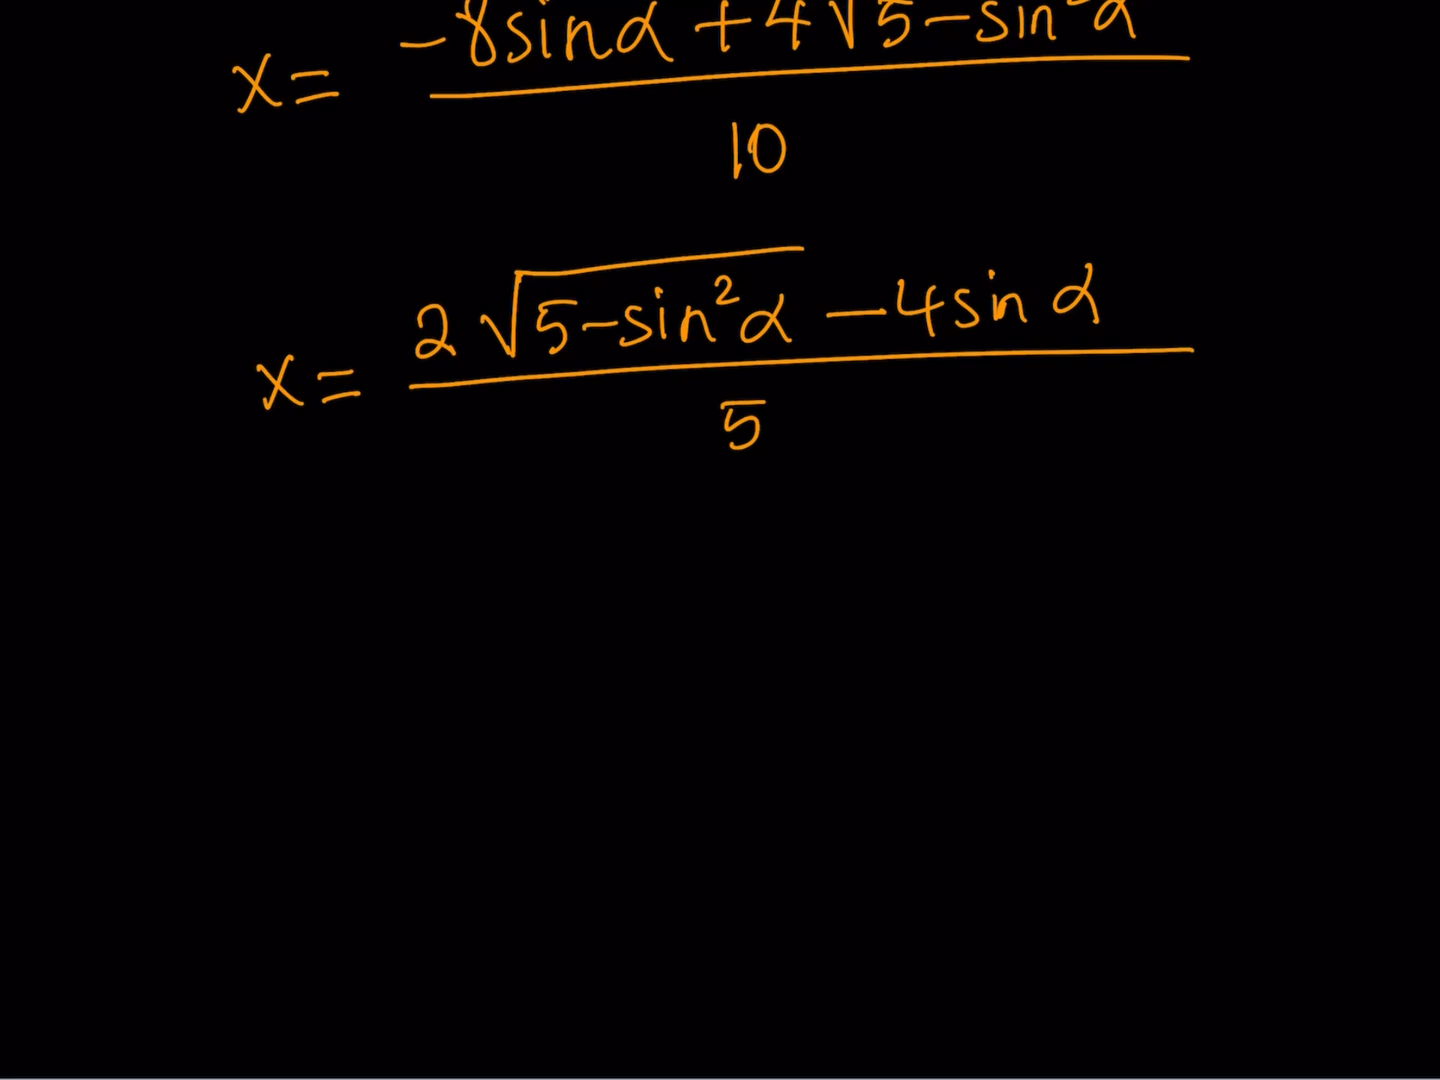 x = (-8sinα + 4√5-sin²α) / 10
x = (2√(5-sin²α) - 4sin α) / 5